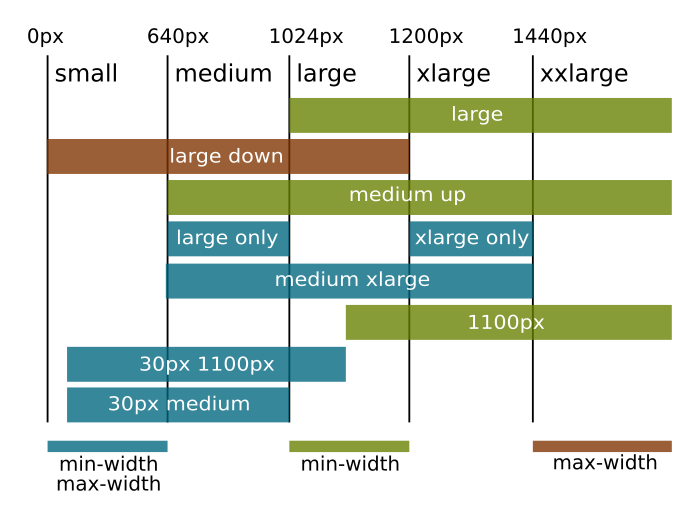 0px 640px 1024px 1200px 1440px
small medium large xlarge xxlarge
large
large down
medium up
large only xlarge only
medium xlarge
1100px
30px 1100px
30px medium
min-width min-width max-width
max-width